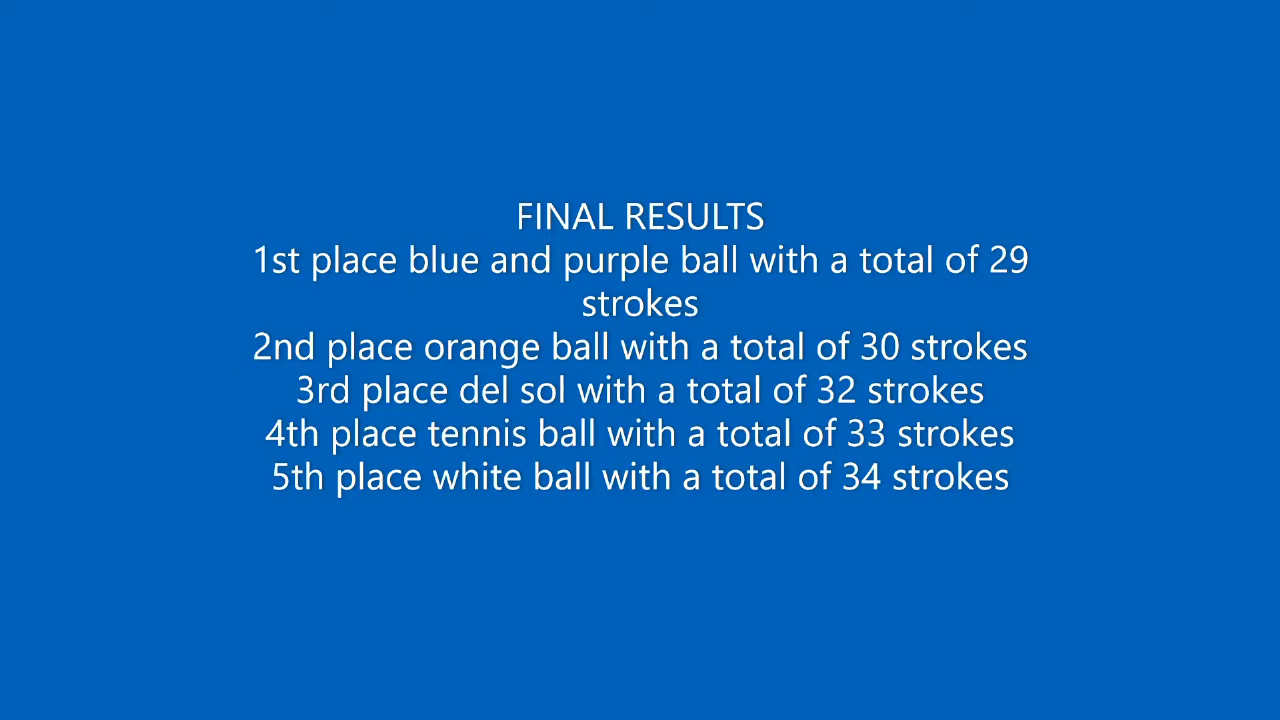 FINAL RESULTS
1st place blue and purple ball with a total of 29
strokes
2nd place orange ball with a total of 30 strokes
3rd place del sol with a total of 32 strokes
4th place tennis ball with a total of 33 strokes
5th place white ball with a total of 34 strokes